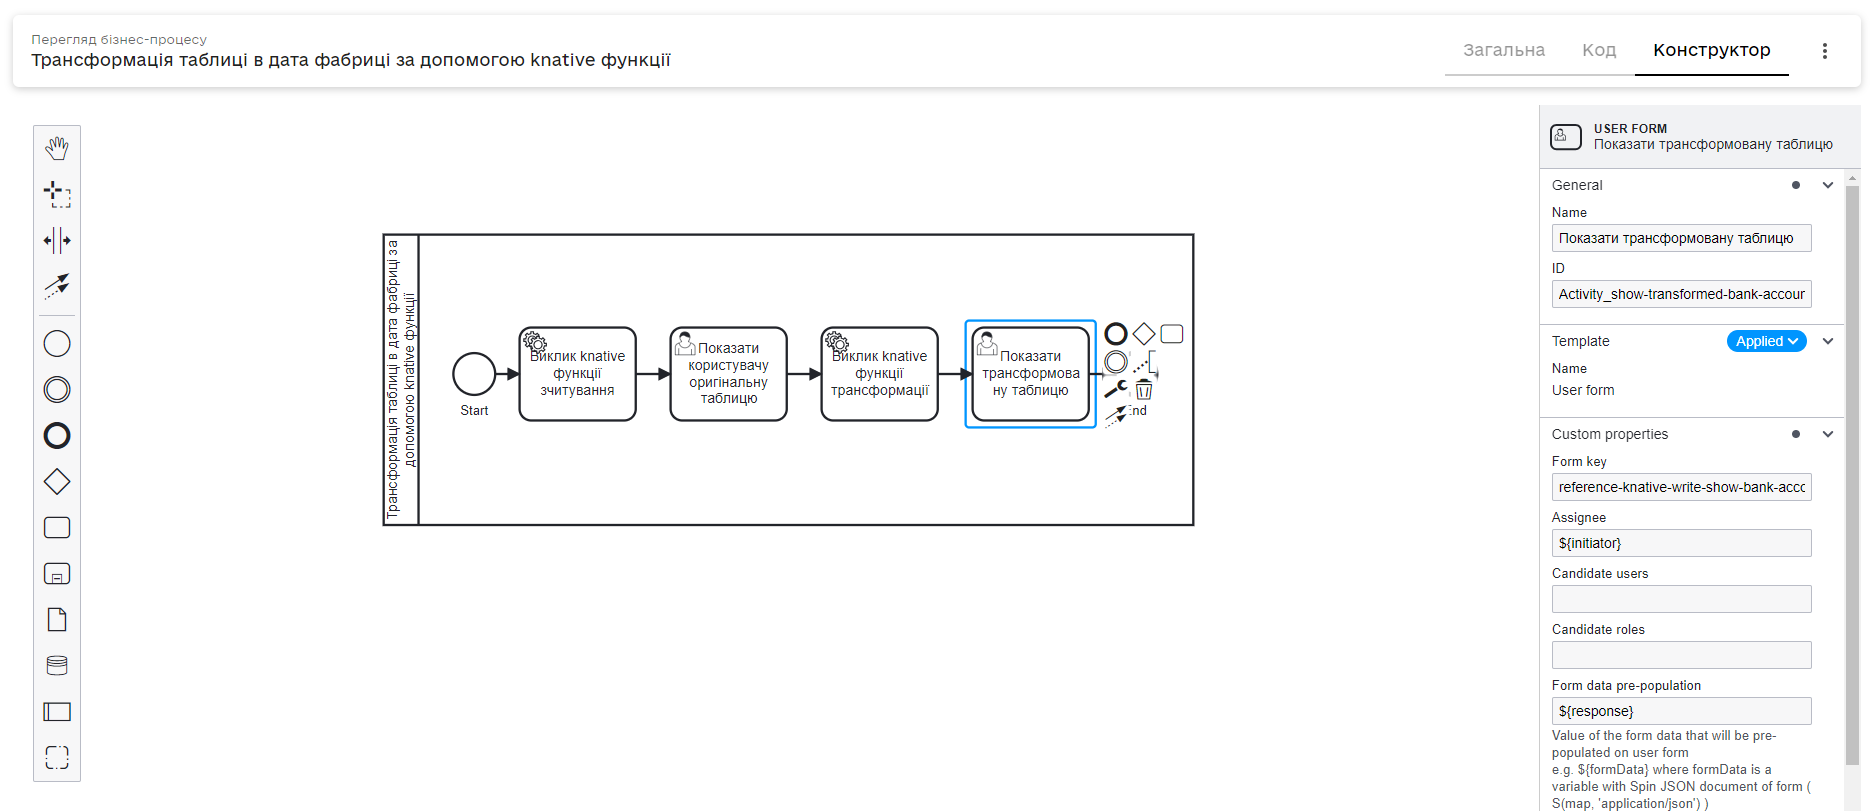 Перегляд бізнес-процесу
Трансформація таблиці в дата фабриці за допомогою knative функції
Загальна
Код
Конструктор
Трансформація таблиці в дата фабриці за
допомогою knative функції
Start
Виклик knative
функції
зчитування
Показати
користувачу
оригінальну
таблицю
Виклик knative
функції
трансформації
Показати
трансформова
ну таблицю
nd
USER FORM
Показати трансформовану таблицю
General
Name
Показати трансформовану таблицю
ID
Activity_show-transformed-bank-accour
Template
Applied
Name
User form
Custom properties
Form key
reference-knative-write-show-bank-acco
Assignee
${initiator}
Candidate users
Candidate roles
Form data pre-population
${response}
Value of the form data that will be pre-
populated on user form
e.g. ${formData} where formData is a
variable with Spin JSON document of form (
S(map, 'application/json') )